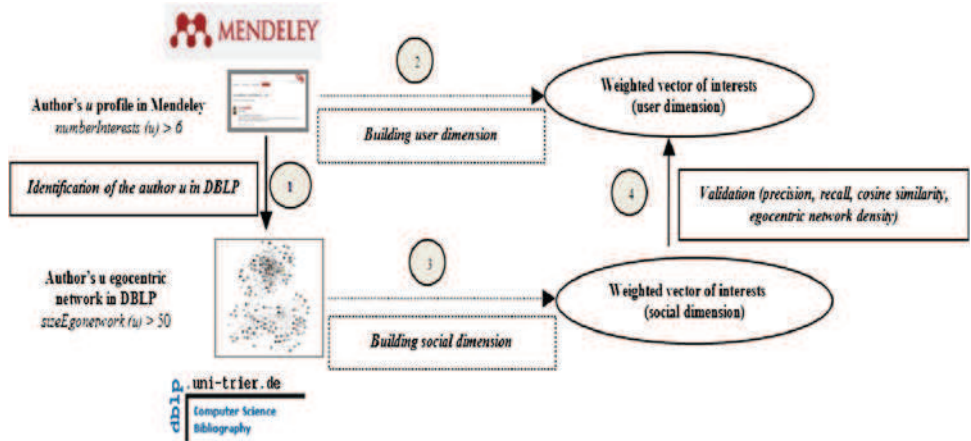 MENDELEY
2
Author's u profile in Mendeley
numberInterests (u) > 6
Weighted vector of interests
(user dimension)
Building user dimension
Identification of the author u in DBLP
1
4
Validation (precision, recall, cosine similarity,
egocentric network density)
3
Author's u egocentric
network in DBLP
sizeEgonetwork (u) > 50
Weighted vector of interests
(social dimension)
Building social dimension
dblp
.uni-trier.de
Computer Science
Bibliography